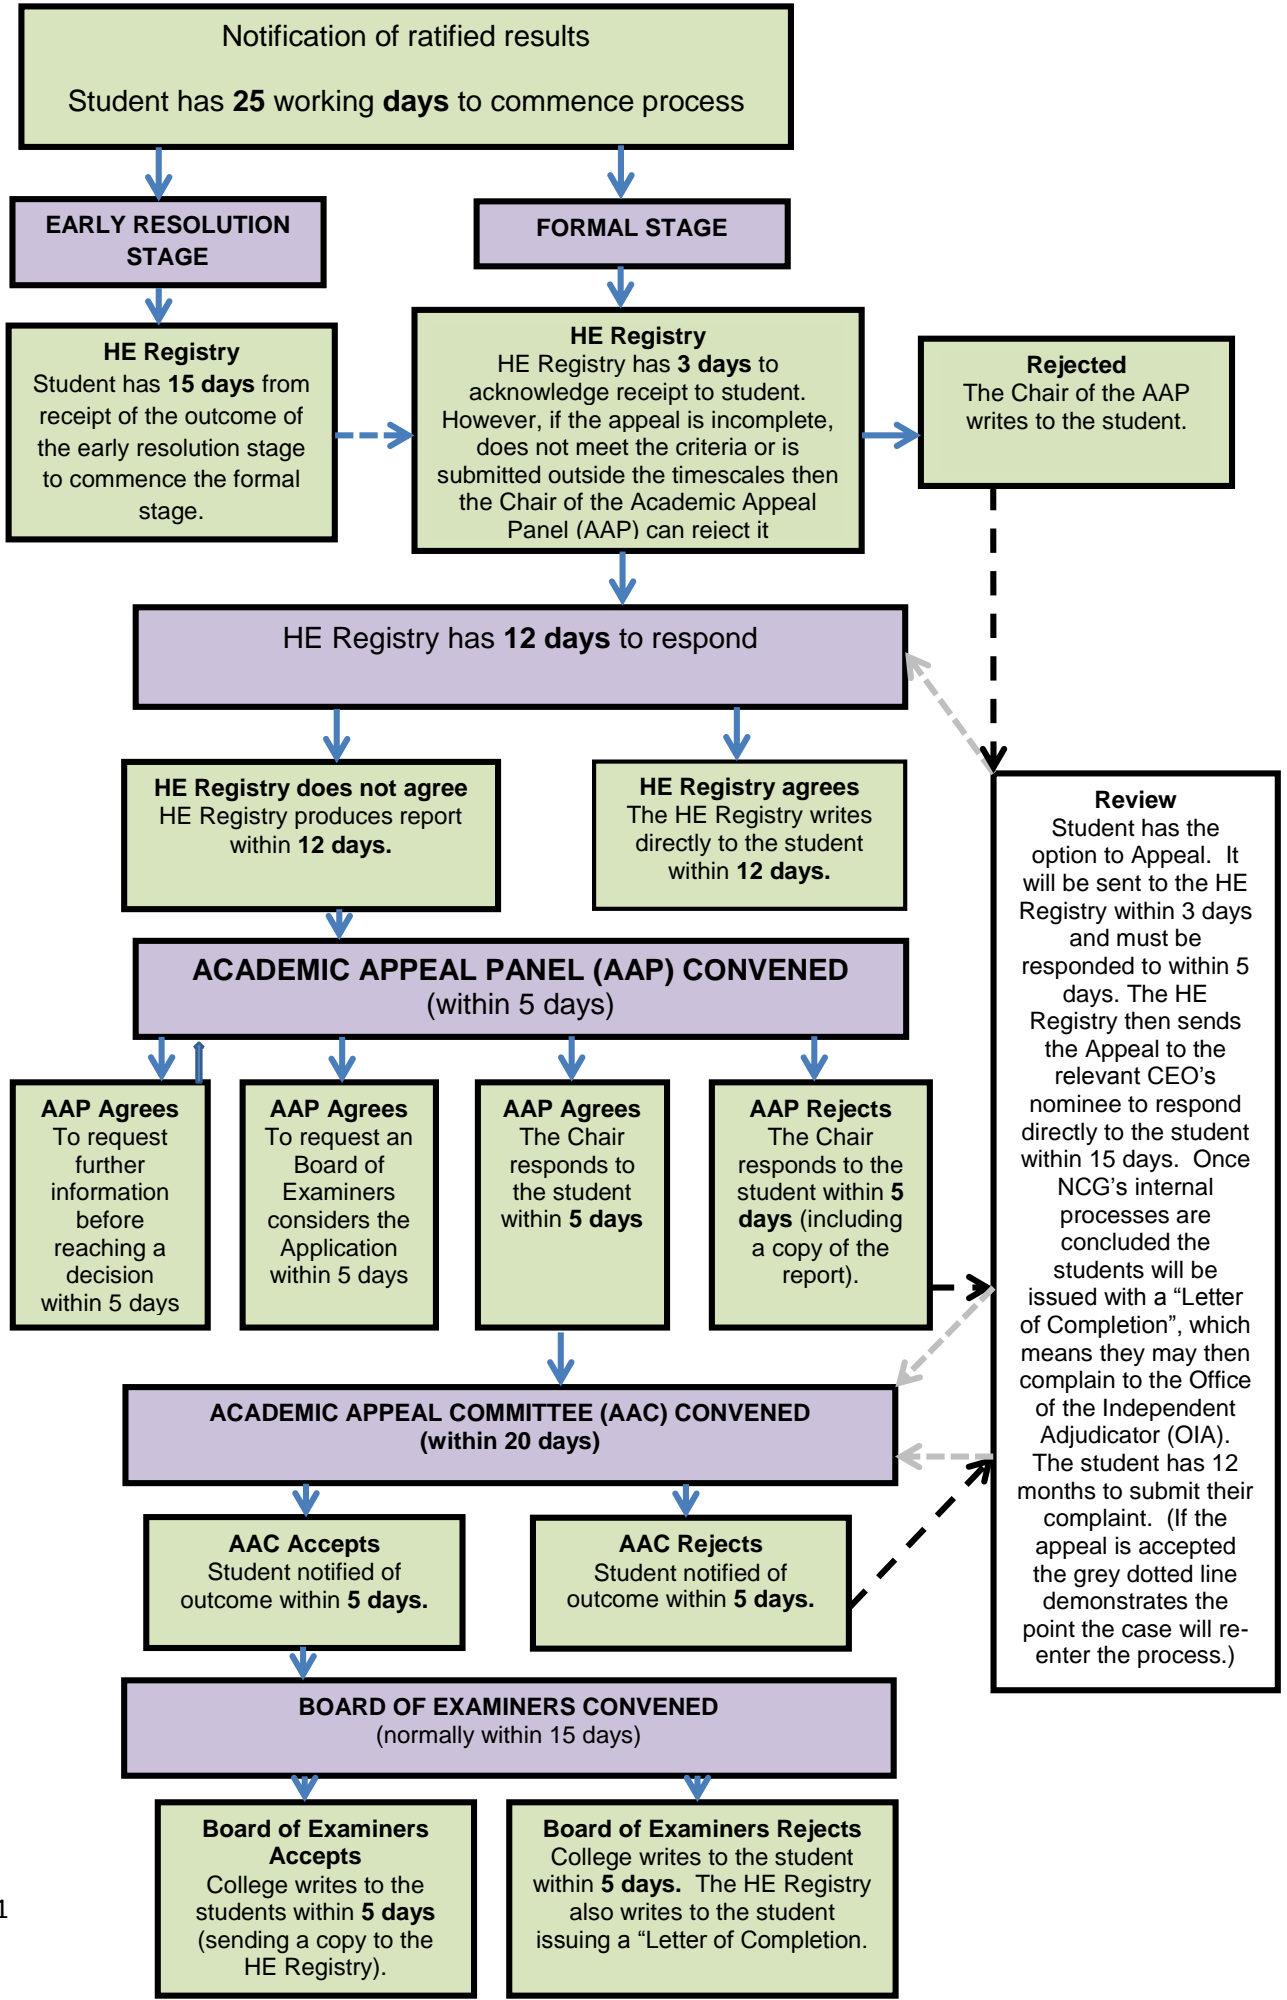 Notification of ratified results
Student has 25 working days to commence process
EARLY RESOLUTION
STAGE
FORMAL STAGE
HE Registry
Student has 15 days from
receipt of the outcome of
the early resolution stage
to commence the formal
stage.
HE Registry
HE Registry has 3 days to
acknowledge receipt to student.
However, if the appeal is incomplete,
does not meet the criteria or is
submitted outside the timescales then
the Chair of the Academic Appeal
Panel (AAP) can reject it
Rejected
The Chair of the AAP
writes to the student.
HE Registry has 12 days to respond
HE Registry does not agree
HE Registry produces report
within 12 days.
HE Registry agrees
The HE Registry writes
directly to the student
within 12 days.
Review
Student has the
option to Appeal.  It
will be sent to the HE
Registry within 3 days
and must be
responded to within 5
days. The HE
Registry then sends
the Appeal to the
relevant CEO’s
nominee to respond
directly to the student
within 15 days.  Once
NCG’s internal
processes are
concluded the
students will be
issued with a “Letter
of Completion”, which
means they may then
complain to the Office
of the Independent
Adjudicator (OIA).
The student has 12
months to submit their
complaint.  (If the
appeal is accepted
the grey dotted line
demonstrates the
point the case will re-
enter the process.)
ACADEMIC APPEAL PANEL (AAP) CONVENED
(within 5 days)
AAP Agrees
To request
further
information
before
reaching a
decision
within 5 days
AAP Agrees
To request an
Board of
Examiners
considers the
Application
within 5 days
AAP Agrees
The Chair
responds to
the student
within 5 days
AAP Rejects
The Chair
responds to the
student within 5
days (including
a copy of the
report).
ACADEMIC APPEAL COMMITTEE (AAC) CONVENED
(within 20 days)
AAC Accepts
Student notified of
outcome within 5 days.
AAC Rejects
Student notified of
outcome within 5 days.
BOARD OF EXAMINERS CONVENED
(normally within 15 days)
Board of Examiners
Accepts
College writes to the
students within 5 days
(sending a copy to the
HE Registry).
Board of Examiners Rejects
College writes to the student
within 5 days.  The HE Registry
also writes to the student
issuing a “Letter of Completion.
1